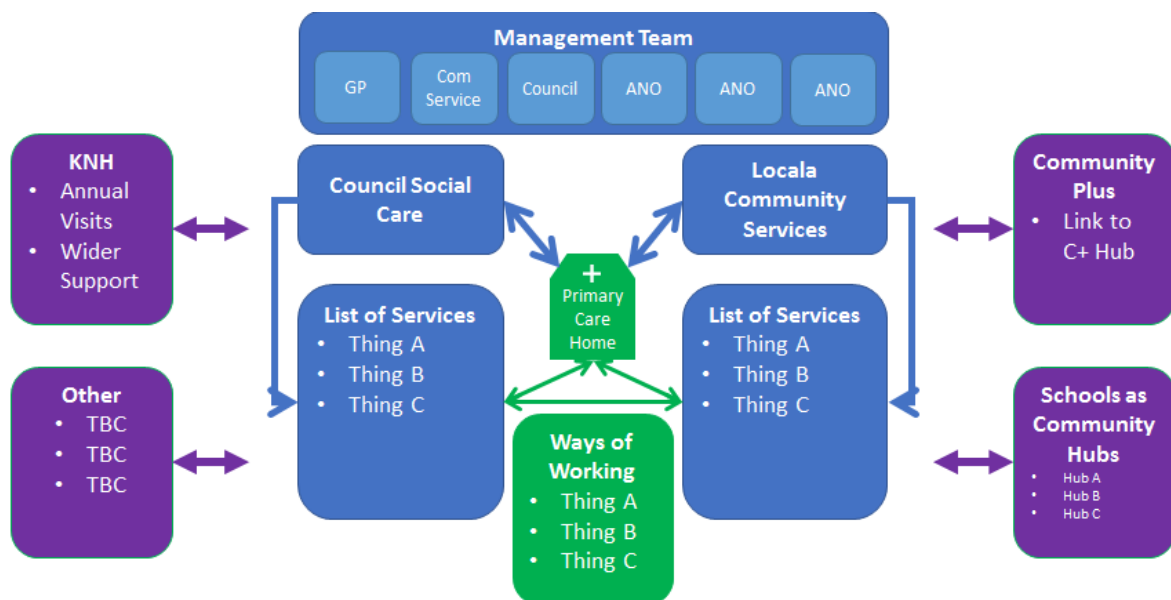 Management Team
GP
Com
Service
Council
ANO
ANO
ANO
KNH
• Annual
Visits
• Wider
Support
Council Social
Care
Locala
Community
Services
Community
Plus
• Link to
C+ Hub
+
Primary
Care
Home
List of Services
• Thing A
• Thing B
• Thing C
List of Services
• Thing A
• Thing B
• Thing C
Other
• TBC
• TBC
• TBC
Ways of
Working
• Thing A
• Thing B
• Thing C
Schools as
Community
Hubs
• Hub A
• Hub B
• Hub C